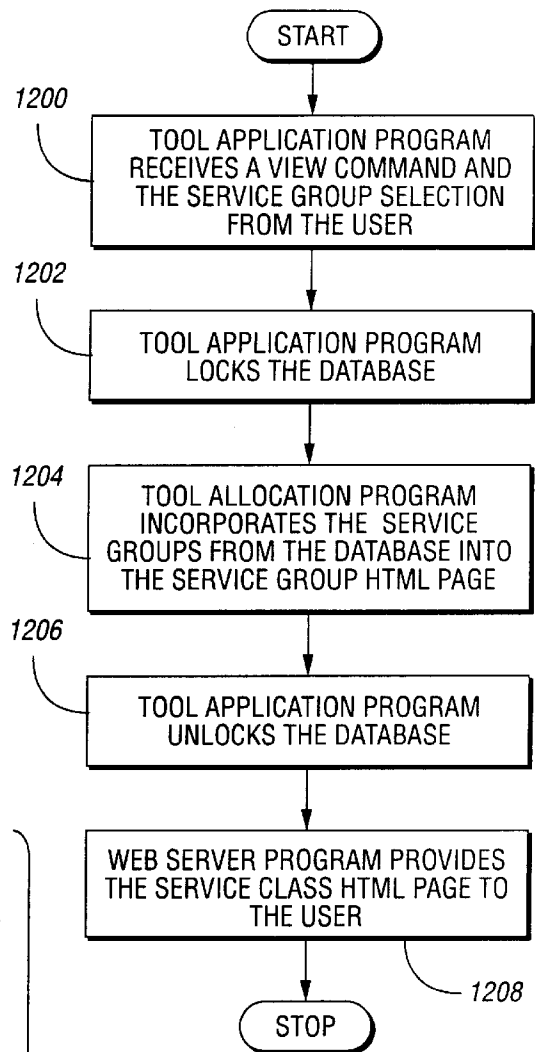 START
1200
TOOL APPLICATION PROGRAM
RECEIVES A VIEW COMMAND AND
THE SERVICE GROUP SELECTION
FROM THE USER
1202
TOOL APPLICATION PROGRAM
LOCKS THE DATABASE
1204
TOOL ALLOCATION PROGRAM
INCORPORATES THE SERVICE
GROUPS FROM THE DATABASE INTO
THE SERVICE GROUP HTML PAGE
1206
TOOL APPLICATION PROGRAM
UNLOCKS THE DATABASE
WEB SERVER PROGRAM PROVIDES
THE SERVICE CLASS HTML PAGE TO
THE USER
1208
STOP